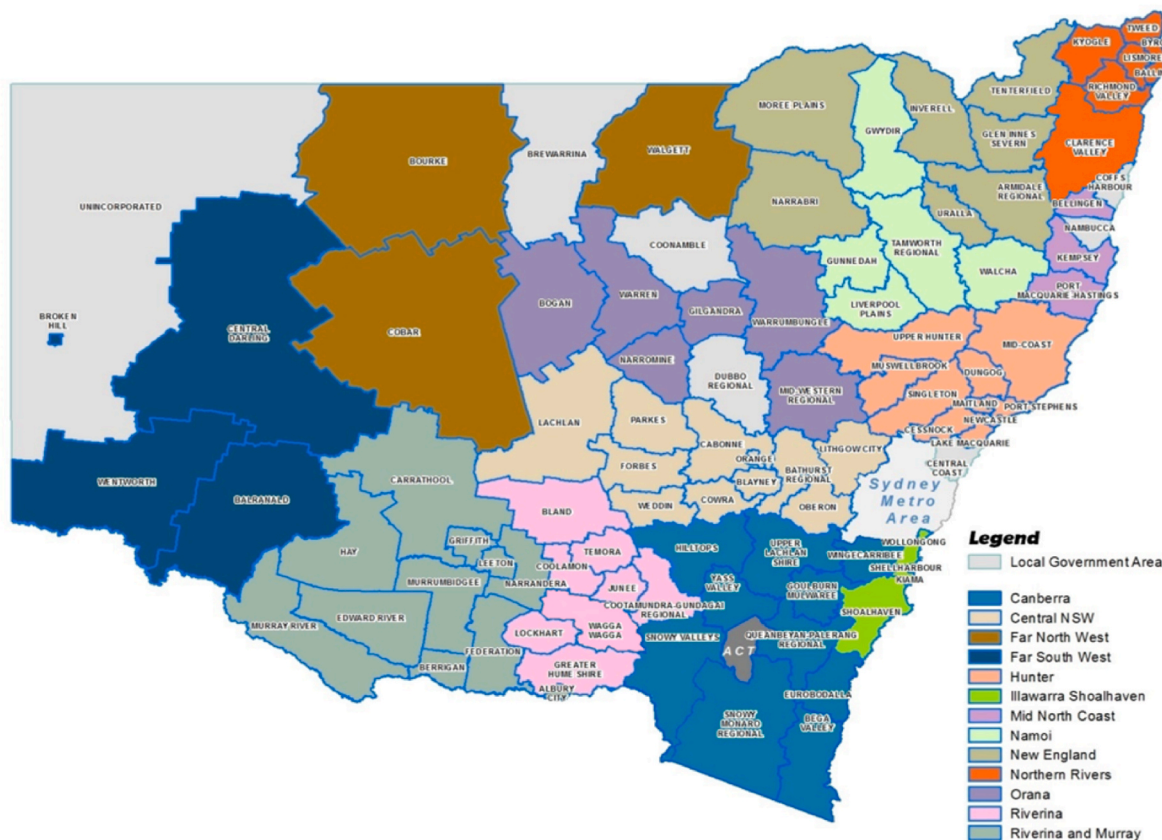 TWEED
KYOGLE
BYRO
LISMORE
BALLINA
RICHMOND
VALLEY
TENTERFIELD
MOREE PLAINS
INVERELL
GWYDIR
GLEN INNES
SEVERN
CLARENCE
VALLEY
BOURKE
BREWARRINA
WALGETT
COFFS
HARBOUR
ARMIDALE
REGIONAL
BELLINGEN
NARRABRI
URALLA
UNINCORPORATED
NAMBUCCA
COONAMBLE
TAMWORTH
REGIONAL
GUNNEDAH
WALCHA
KEMPSEY
BOGAN
WARREN
PORT
MACQUARIE-HASTINGS
LIVERPOOL
PLAINS
GILGANDRA
WARRUMBUNGLE
BROKEN
HILL
CENTRAL
DARLING
COBAR
UPPER HUNTER
MID-COAST
NARROMINE
MUSWELLBROOK
DUNGOG
DUBBO
REGIONAL
MID-WESTERN
REGIONAL
SINGLETON
MAITLAND
PORT STEPHENS
NEWCASTLE
CESSNOCK
LAKE MACQUARIE
LACHLAN
PARKES
CABONNE
LITHGOW CITY
ORANGE
CENTRAL
COAST
CARRATHOOL
FORBES
BATHURST
REGIONAL
BLAYNEY
WENTWORTH
BALRANALD
WEDDIN
COWRA
OBERON
Sydney
Metro
Area
BLAND
HAY
GRIFFITH
TEMORA
HILLTOPS
UPPER
LACHLAN
SHIRE
WINGECARRIBEE
WOLLONGONG
SHELLHARBOUR
KIAMA
LEETON
COOLAMON
MURRUMBIDGEE
NARRANDERA
JUNEE
YASS
VALLEY
GOULBURN
MULWAREE
COOTAMUNDRA-GUNDAGAI
REGIONAL
SHOALHAVEN
MURRAY RIVER
EDWARD RIVER
LOCKHART
WAGGA
WAGGA
SNOWY VALLEYS
ACT
QUEANBEYAN-PALERANG
REGIONAL
FEDERATION
BERRIGAN
GREATER
HUME SHIRE
ALBURY
CITY
EUROBODALLA
SNOWY
MONARO
REGIONAL
BEGA
VALLEY
Legend
Local Government Area
Canberra
Central NSW
Far North West
Far South West
Hunter
Illawarra Shoalhaven
Mid North Coast
Namoi
New England
Northern Rivers
Orana
Riverina
Riverina and Murray